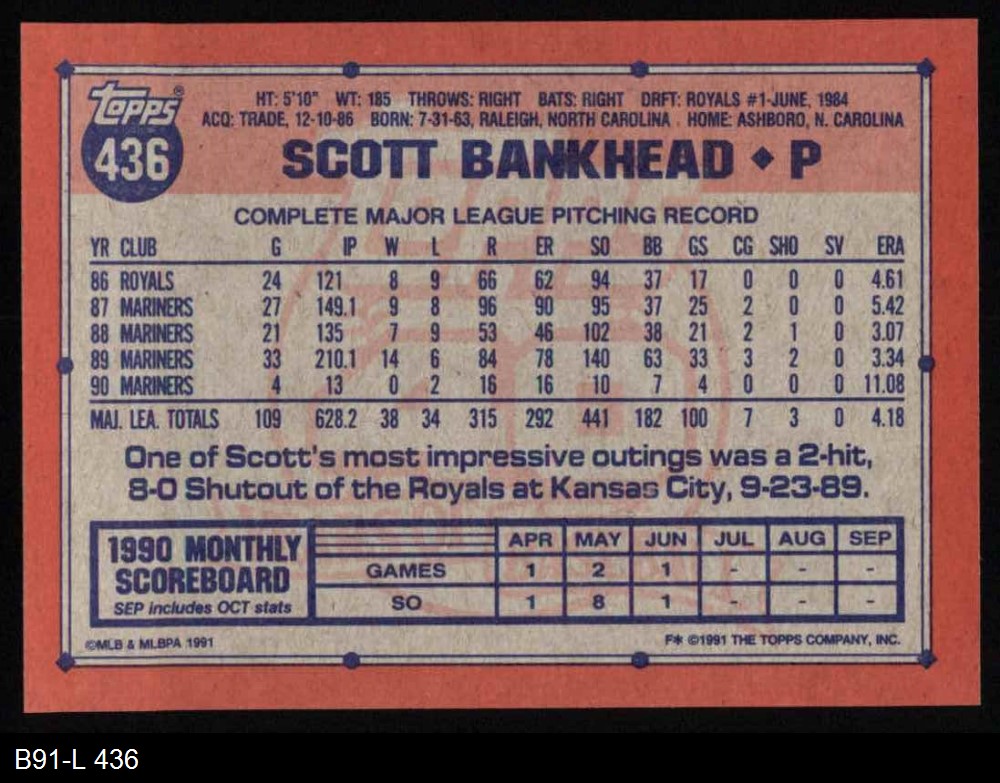 Topps®
436
HT: 5'10" WT: 185 THROWS: RIGHT BATS: RIGHT DRFT: ROYALS #1-JUNE, 1984
ACQ: TRADE, 12-10-86 BORN: 7-31-63, RALEIGH, NORTH CAROLINA HOME: ASHBORO, N. CAROLINA
SCOTT BANKHEAD ◆ P
COMPLETE MAJOR LEAGUE PITCHING RECORD
YR CLUB G IP W L R ER SO BB GS CG SHO SV ERA
86 ROYALS 24 121 8 9 66 62 94 37 17 0 0 0 4.61
87 MARINERS 27 149.1 9 8 96 90 95 37 25 2 0 0 5.42
88 MARINERS 21 135 7 9 53 46 102 38 21 2 1 0 3.07
89 MARINERS 33 210.1 14 6 84 78 140 63 33 3 2 0 3.34
90 MARINERS 4 13 0 2 16 16 10 7 4 0 0 0 11.08
MAJ. LEA. TOTALS 109 628.2 38 34 315 292 441 182 100 7 3 0 4.18
One of Scott's most impressive outings was a 2-hit,
8-0 Shutout of the Royals at Kansas City, 9-23-89.
1990 MONTHLY
SCOREBOARD
SEP includes OCT stats
APR MAY JUN JUL AUG SEP
GAMES 1 2 1 - - -
SO 1 8 1 - - -
©MLB & MLBPA 1991
F* ©1991 THE TOPPS COMPANY, INC.
B91-L 436